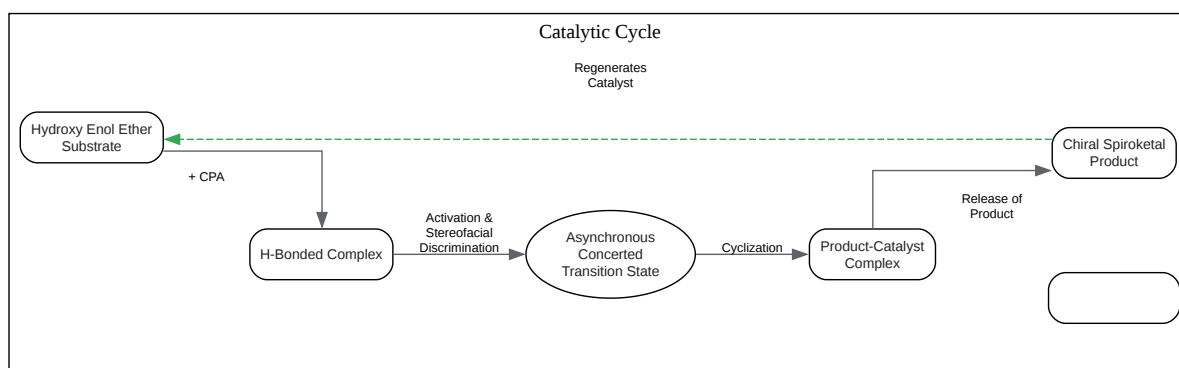 Catalytic Cycle
Regenerates
Catalyst
Hydroxy Enol Ether
Substrate
Chiral Spiroketal
Product
+ CPA
Release of
Product
Activation &
Stereofacial
Discrimination
H-Bonded Complex
Asynchronous
Concerted
Transition State
Cyclization
Product-Catalyst
Complex